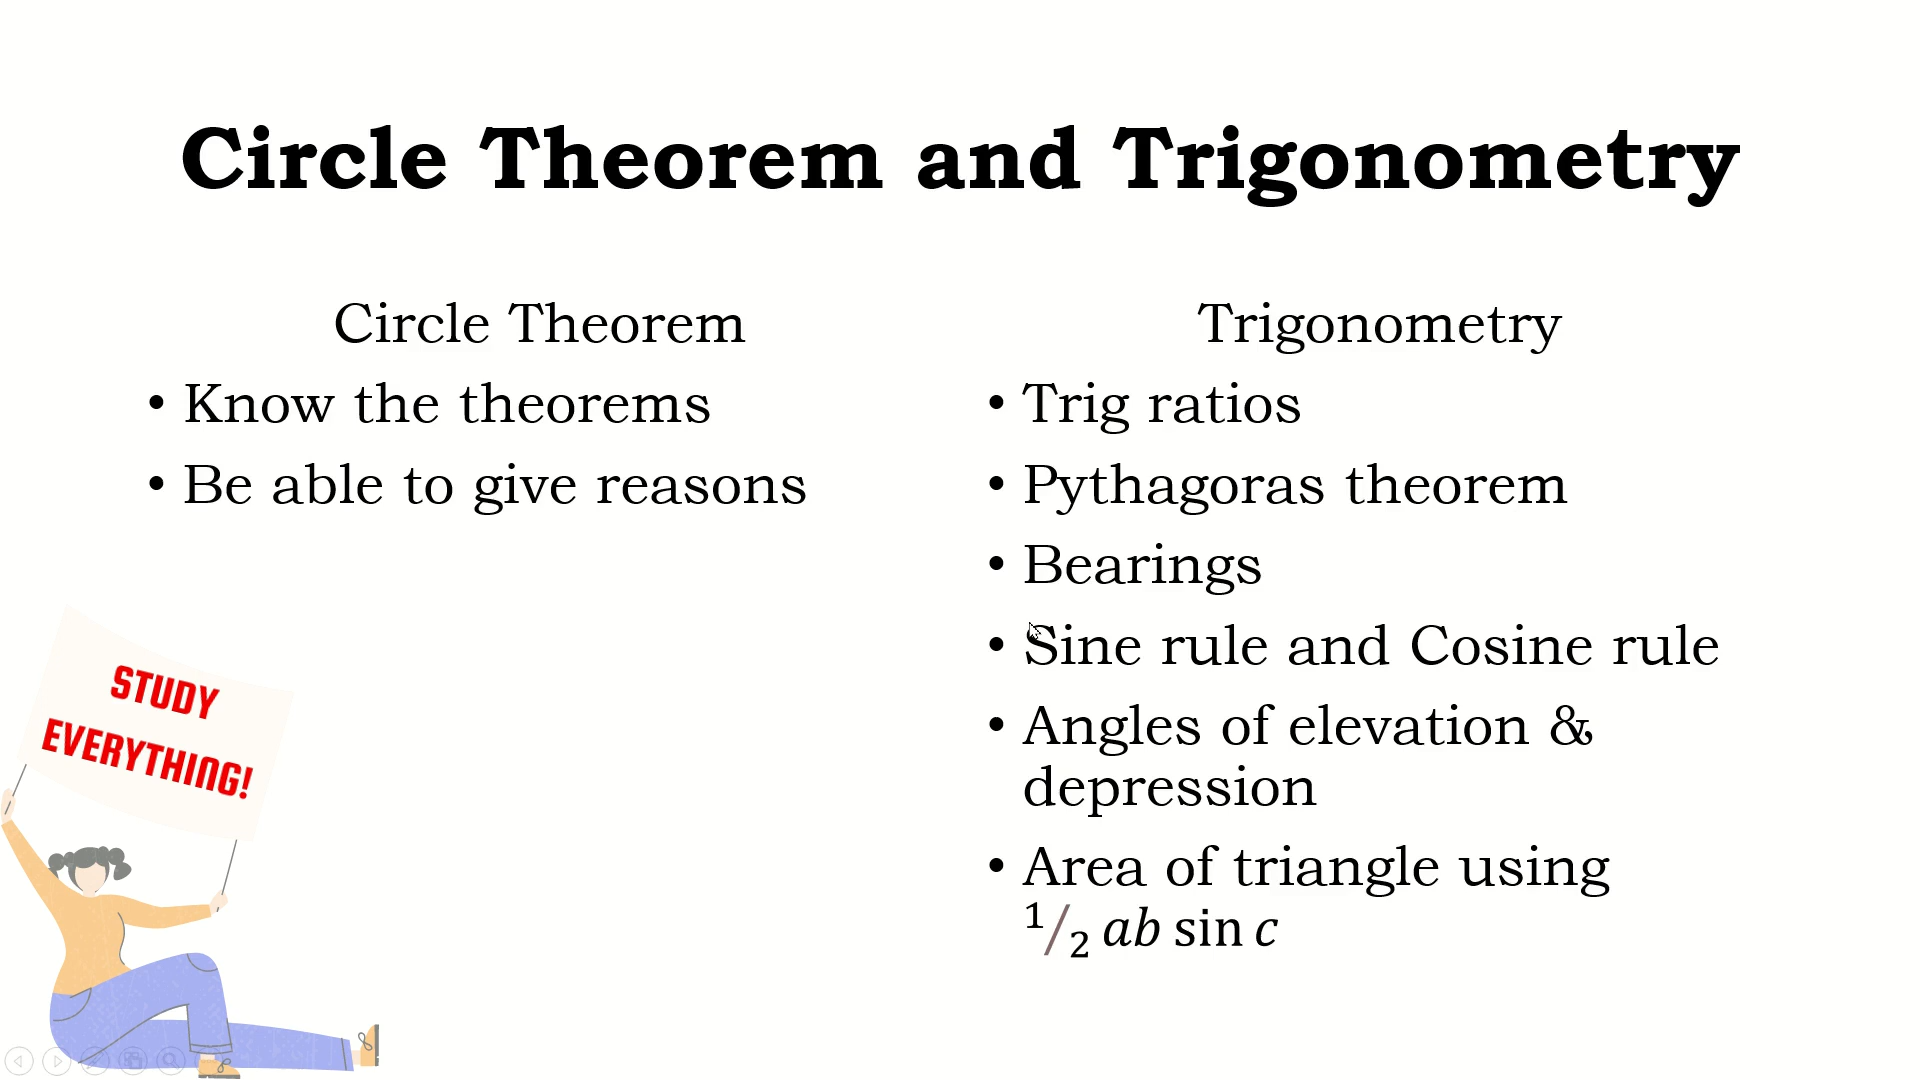 Circle Theorem and Trigonometry
Circle Theorem
• Know the theorems
• Be able to give reasons
Trigonometry
• Trig ratios
• Pythagoras theorem
• Bearings
• Sine rule and Cosine rule
• Angles of elevation &
depression
• Area of triangle using
1/2 ab sin c
STUDY
EVERYTHING!